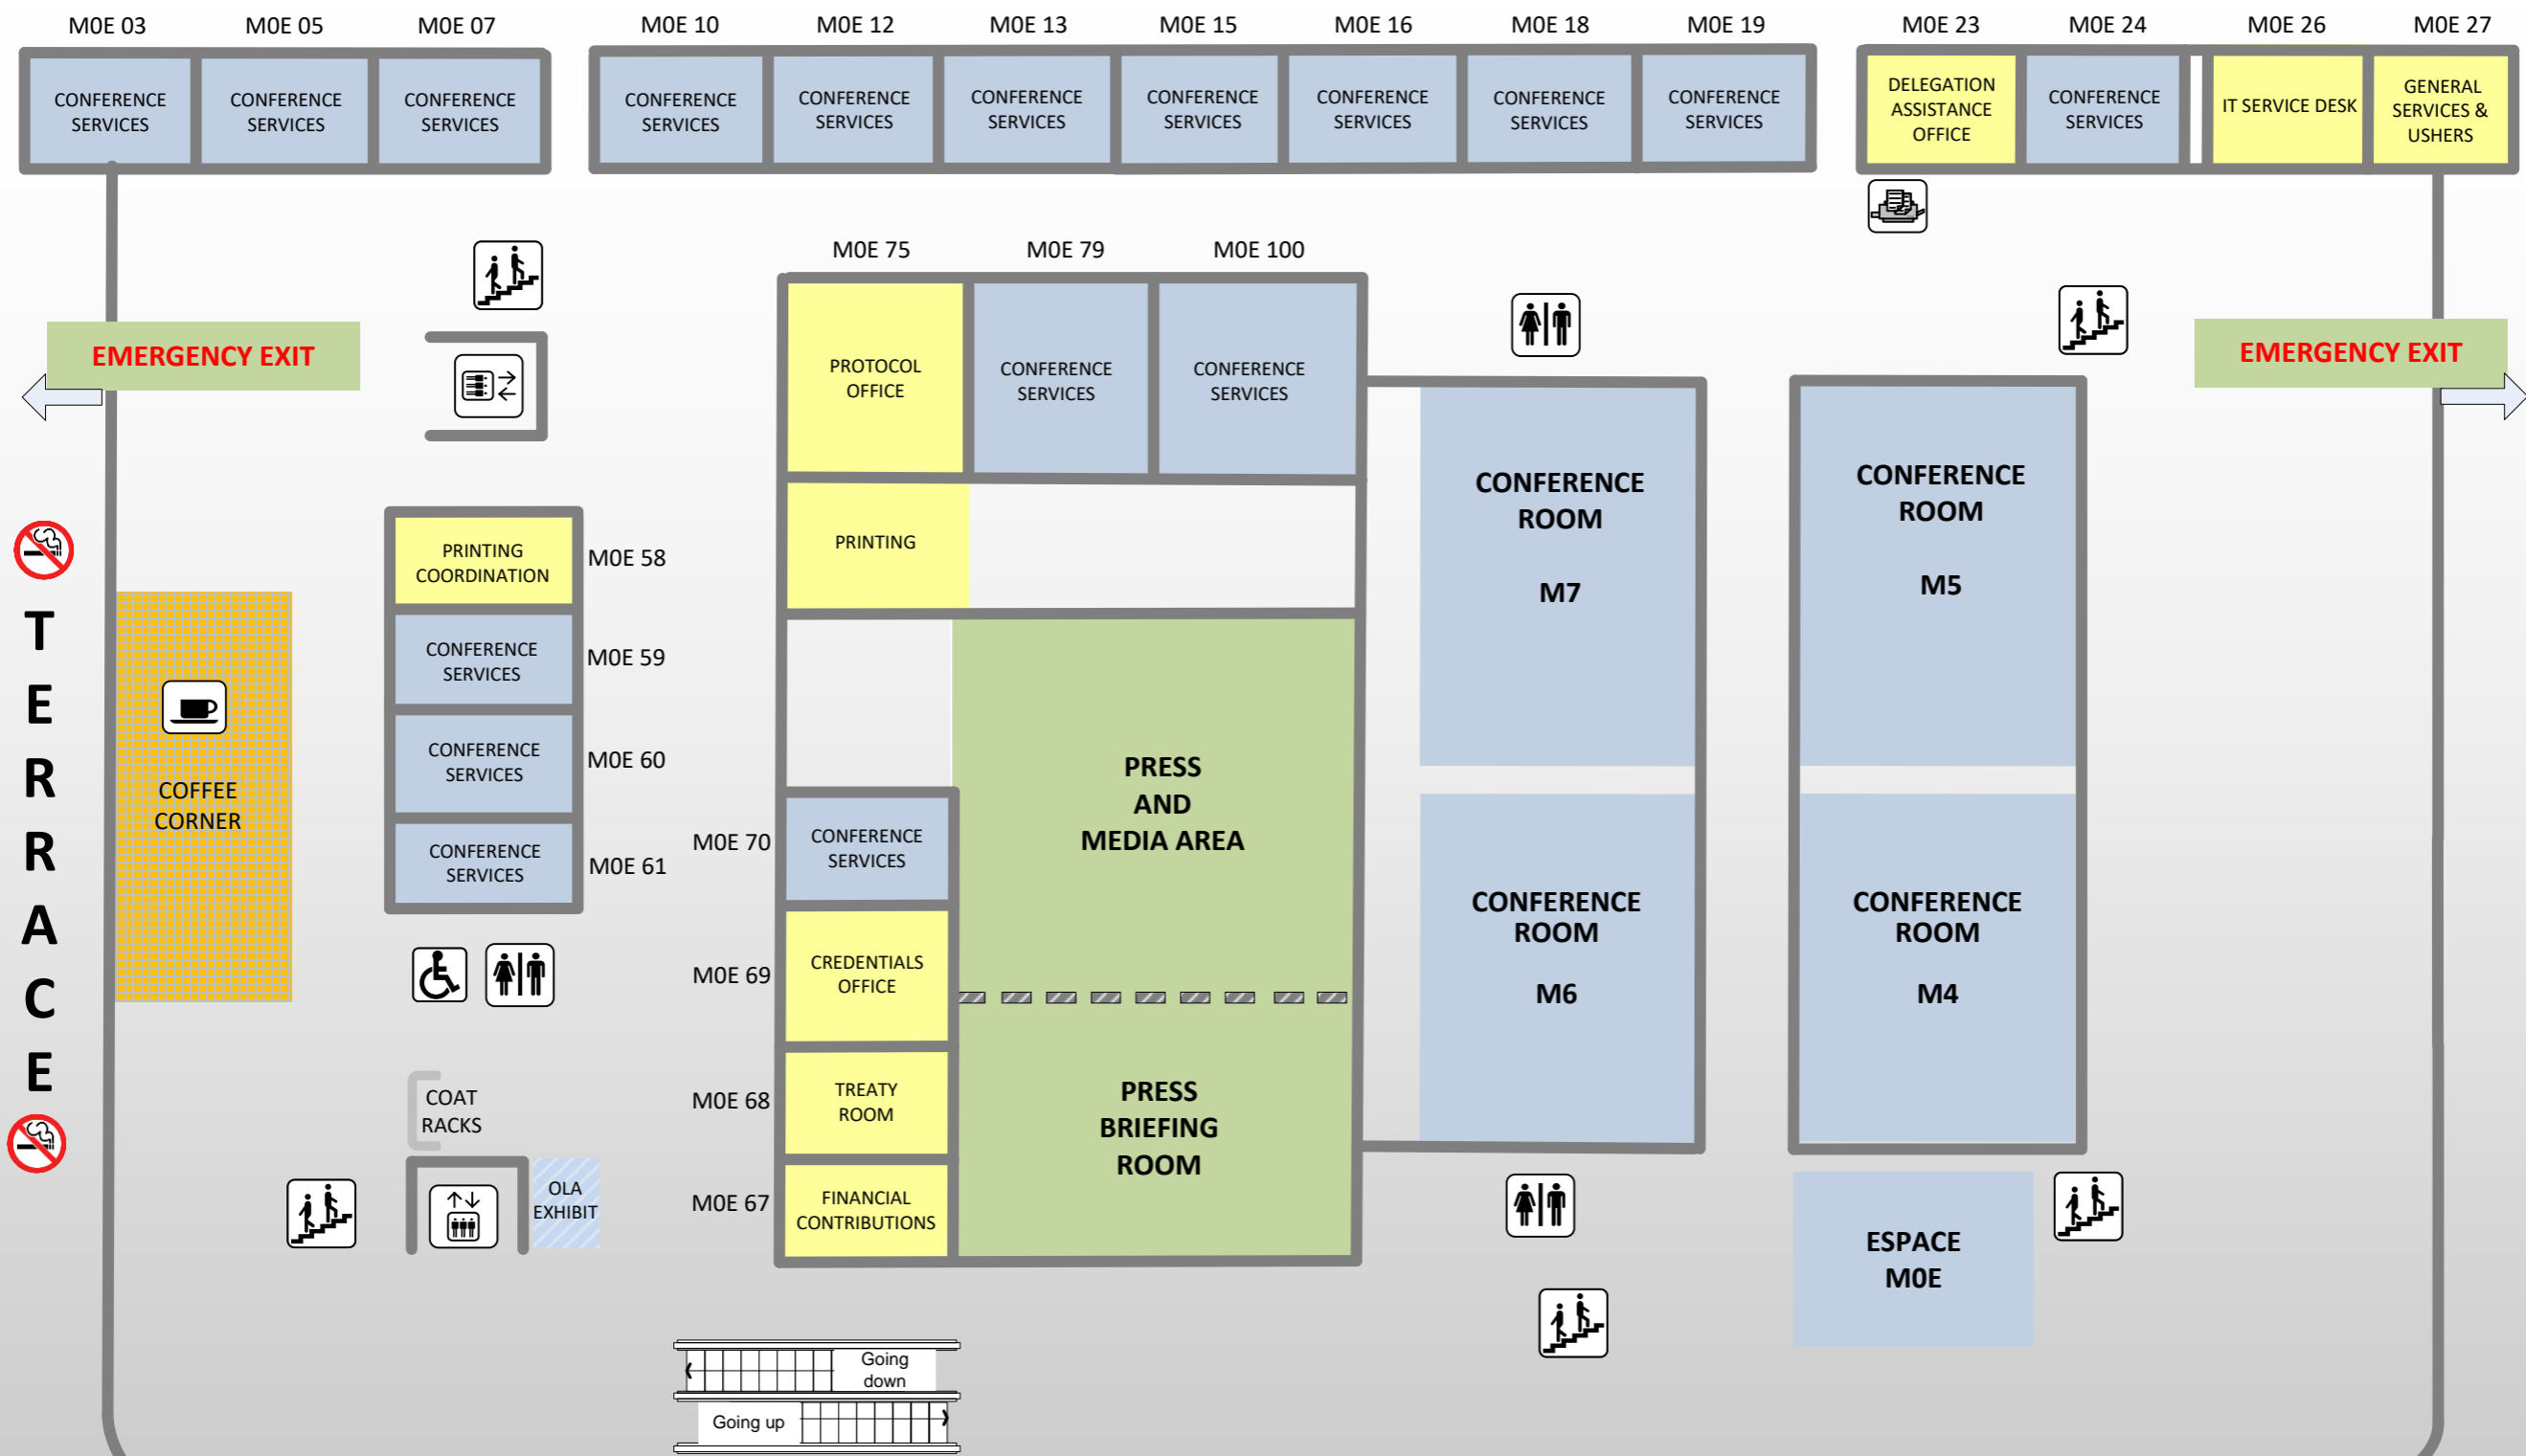 M0E 03
M0E 05
M0E 07
M0E 10
M0E 12
M0E 13
M0E 15
M0E 16
M0E 18
M0E 19
M0E 23
M0E 24
M0E 26
M0E 27
CONFERENCE
SERVICES
CONFERENCE
SERVICES
CONFERENCE
SERVICES
CONFERENCE
SERVICES
CONFERENCE
SERVICES
CONFERENCE
SERVICES
CONFERENCE
SERVICES
CONFERENCE
SERVICES
CONFERENCE
SERVICES
CONFERENCE
SERVICES
DELEGATION
ASSISTANCE
OFFICE
CONFERENCE
SERVICES
IT SERVICE DESK
GENERAL
SERVICES &
USHERS
M0E 75
M0E 79
M0E 100
EMERGENCY EXIT
PROTOCOL
OFFICE
CONFERENCE
SERVICES
CONFERENCE
SERVICES
EMERGENCY EXIT
CONFERENCE
ROOM
M7
CONFERENCE
ROOM
M5
PRINTING
PRINTING
COORDINATION
M0E 58
CONFERENCE
SERVICES
M0E 59
CONFERENCE
SERVICES
M0E 60
CONFERENCE
SERVICES
M0E 61
TERRACE
COFFEE
CORNER
PRESS
AND
MEDIA AREA
M0E 70
CONFERENCE
SERVICES
M0E 69
CREDENTIALS
OFFICE
CONFERENCE
ROOM
M6
CONFERENCE
ROOM
M4
M0E 68
TREATY
ROOM
PRESS
BRIEFING
ROOM
COAT
RACKS
OLA
EXHIBIT
M0E 67
FINANCIAL
CONTRIBUTIONS
ESPACE
M0E
Going
down
Going up